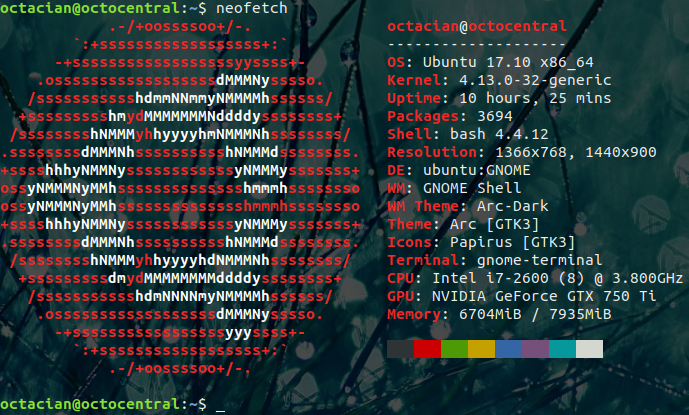 octacian@octocentral:~$ neofetch
.-/+oossssoo+/-. octacian@octocentral
`:+ssssssssssssssssss+:` -------------------
-+ssssssssssssssssssyyssss+- OS: Ubuntu 17.10 x86_64
.osssssssssssssssssdMMMNysssso. Kernel: 4.13.0-32-generic
/ssssssssssshdmmNNmmyNMMMMhssssss/ Uptime: 10 hours, 25 mins
+ssssssssshmydMMMMMMMNddddyssssssss+ Packages: 3694
/sssssssshNMMMyhhyyyyhmNMMMNhssssssss/ Shell: bash 4.4.12
.ssssssssdMMMNhsssssssssshNMMMdssssssss. Resolution: 1366x768, 1440x900
+sssshhhyNMMNyssssssssssssyNMMMysssssss+ DE: ubuntu:GNOME
ossyNMMMNyMMhsssssssssssssshmmmhssssssso WM: GNOME Shell
ossyNMMMNyMMhsssssssssssssshmmmhssssssso WM Theme: Arc-Dark
+sssshhhyNMMNyssssssssssssyNMMMysssssss+ Theme: Arc [GTK3]
.ssssssssdMMMNhsssssssssshNMMMdssssssss. Icons: Papirus [GTK3]
/sssssssshNMMMyhhyyyyhdNMMMNhssssssss/ Terminal: gnome-terminal
+sssssssssdmydMMMMMMMMddddyssssssss+ CPU: Intel i7-2600 (8) @ 3.800GHz
/ssssssssssshdmNNNNmyNMMMMhssssss/ GPU: NVIDIA GeForce GTX 750 Ti
.osssssssssssssssssdMMMNysssso. Memory: 6704MiB / 7935MiB
-+sssssssssssssssssyyyssss+-
`:+ssssssssssssssssss+:`
.-/+oossssoo+/-.
octacian@octocentral:~$ _